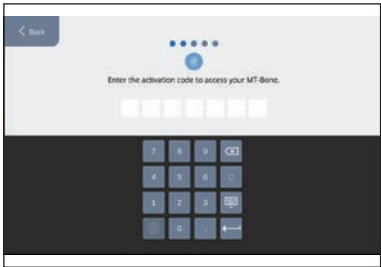 Back
Enter the activation code to access your MT-Bone.
7 8 9
4 5 6 C
1 2 3
0 .